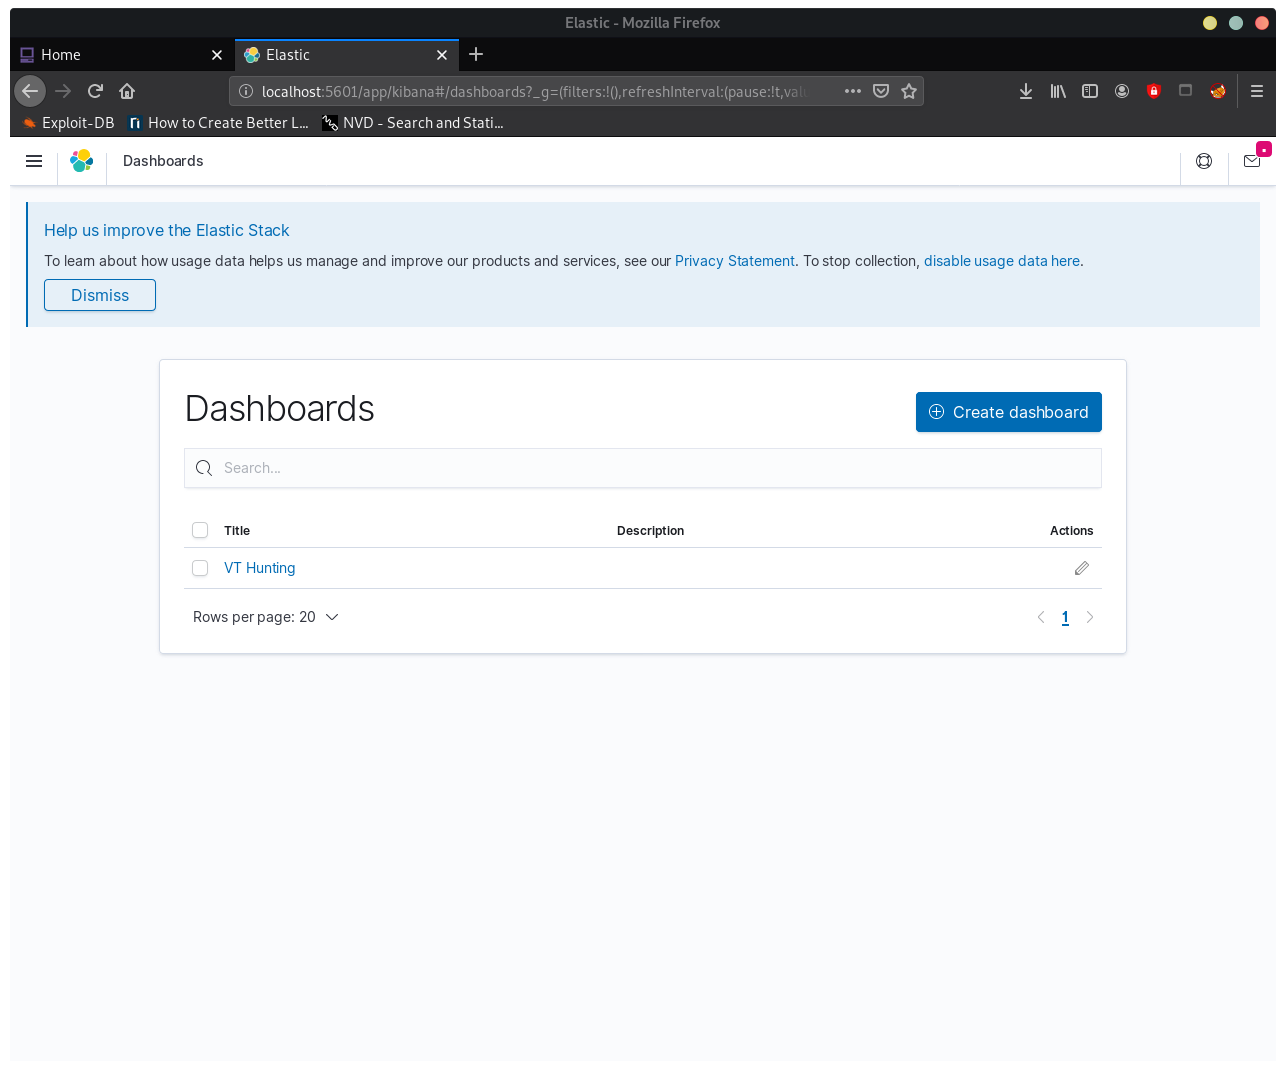 Elastic - Mozilla Firefox
Home
Elastic
localhost:5601/app/kibana#/dashboards?_g=(filters:!(),refreshInterval:(pause:!t,valu
Exploit-DB
How to Create Better L...
NVD - Search and Stati...
Dashboards
Help us improve the Elastic Stack
To learn about how usage data helps us manage and improve our products and services, see our Privacy Statement. To stop collection, disable usage data here.
Dismiss
Dashboards
Create dashboard
Search...
Title Description Actions
VT Hunting
Rows per page: 20
1